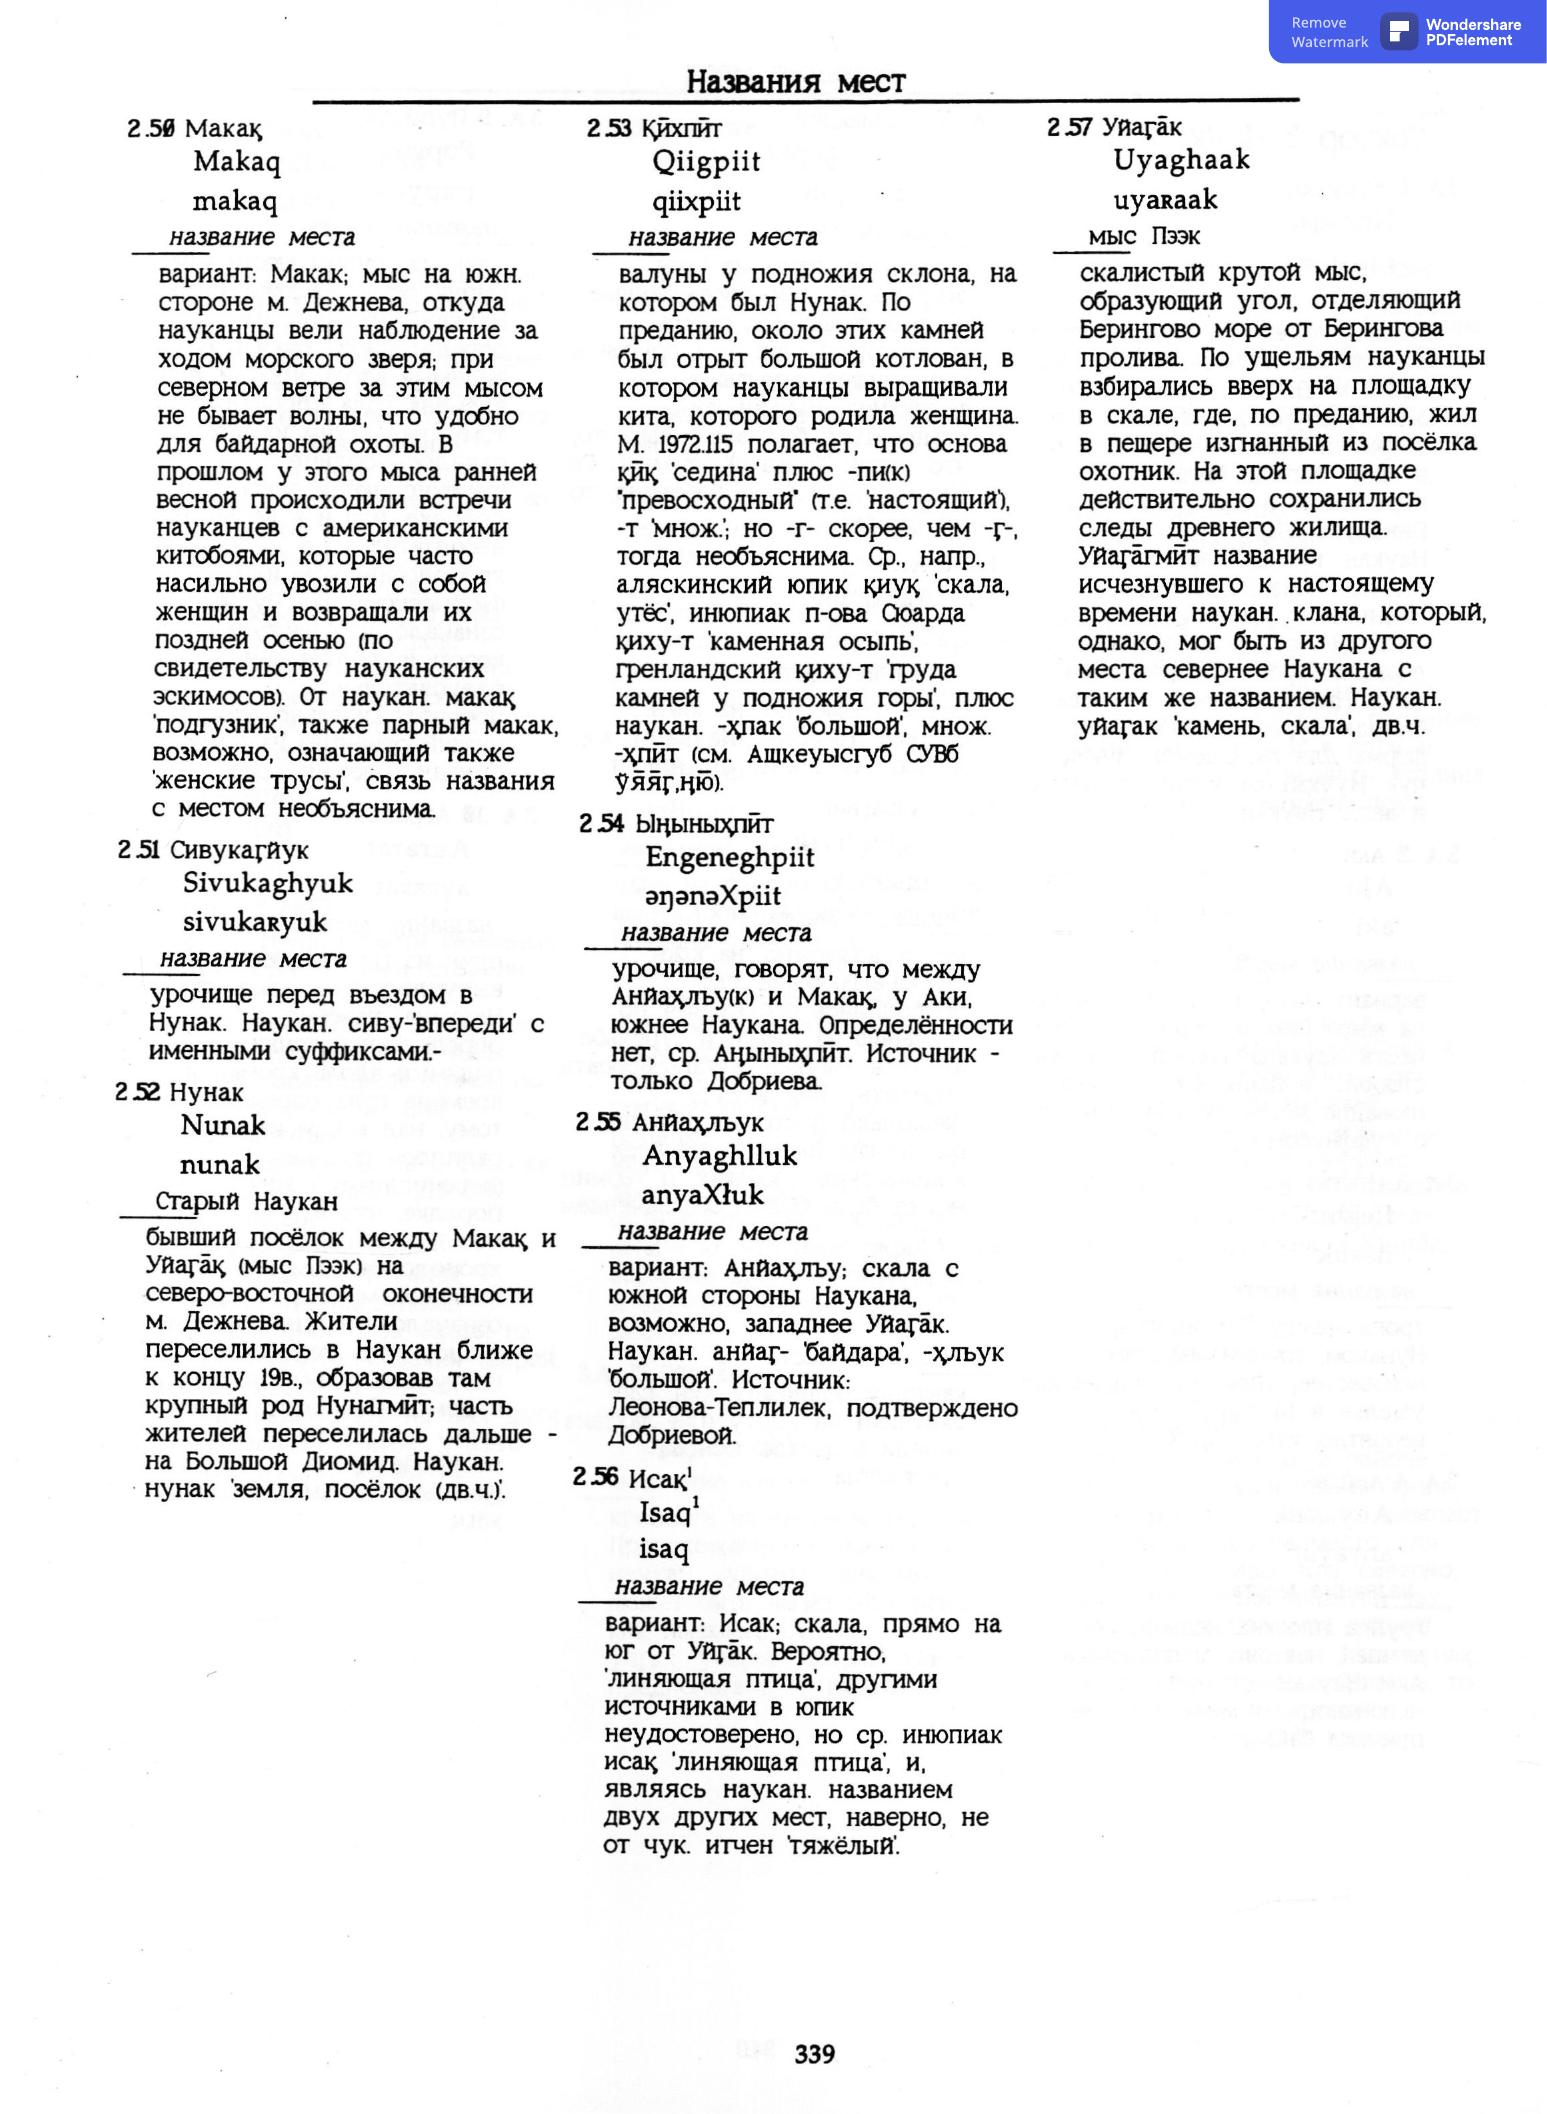 Remove
Watermark
Wondershare
PDFelement
Названия мест
2.50 Макақ
Makaq
makaq
название места
вариант: Макак; мыс на южн.
стороне м. Дежнева, откуда
науканцы вели наблюдение за
ходом морского зверя; при
северном ветре за этим мысом
не бывает волны, что удобно
для байдарной охоты. В
прошлом у этого мыса ранней
весной происходили встречи
науканцев с американскими
китобоями, которые часто
насильно увозили с собой
женщин и возвращали их
поздней осенью (по
свидетельству науканских
эскимосов). От наукан. макақ
'подгузник', также парный макак,
возможно, означающий также
'женские трусы', связь названия
с местом необъяснима.
2.51 Сивукаӷйук
Sivukaghyuk
sivukaʀyuk
название места
урочище перед въездом в
Нунак. Наукан. сиву-'впереди' с
именными суффиксами.-
2.52 Нунак
Nunak
nunak
Старый Наукан
бывший посёлок между Макақ и
Уйаӷāқ (мыс Пээк) на
северо-восточной оконечности
м. Дежнева. Жители
переселились в Наукан ближе
к концу 19в., образовав там
крупный род Нунагмӣт; часть
жителей переселилась дальше -
на Большой Диомид. Наукан.
нунак 'земля, посёлок (дв.ч.)'.
2.53 Қӣхпӣт
Qiigpiit
qiixpiit
название места
валуны у подножия склона, на
котором был Нунак. По
преданию, около этих камней
был отрыт большой котлован, в
котором науканцы выращивали
кита, которого родила женщина.
М. 1972.115 полагает, что основа
қӣқ 'седина' плюс -пи(к)
"превосходный" (т.е. 'настоящий'),
-т 'множ.'; но -г- скорее, чем -ӷ-,
тогда необъяснима. Ср., напр.,
аляскинский юпик қиуқ 'скала,
утёс', инюпиак п-ова Сюарда
қиху-т 'каменная осыпь',
гренландский қиху-т 'груда
камней у подножия горы', плюс
наукан. -ҳпак 'большой', множ.
-ҳпӣт (см. Ащкеуысгуб СУВб
ӯя̄я̄ӷ,ңю̄).
2.54 Ыңыныҳпӣт
Engeneghpiit
əŋənəXpiit
название места
урочище, говорят, что между
Анйаҳлъу(к) и Макақ, у Аки,
южнее Наукана. Определённости
нет, ср. Аңыныҳпӣт. Источник -
только Добриева.
2.55 Анйаҳлъук
Anyaghlluk
anyaXłuk
название места
вариант: Анйаҳлъу; скала с
южной стороны Наукана,
возможно, западнее Уйаӷāк.
Наукан. анйаӷ- 'байдара', -ҳлъук
'большой'. Источник:
Леонова-Теплилек, подтверждено
Добриевой.
2.56 Исақ¹
Isaq¹
isaq
название места
вариант: Исак; скала, прямо на
юг от Уйӷāк. Вероятно,
'линяющая птица', другими
источниками в юпик
неудостоверено, но ср. инюпиак
исақ 'линяющая птица', и,
являясь наукан. названием
двух других мест, наверно, не
от чук. итчен 'тяжёлый'.
2.57 Уйаӷāк
Uyaghaak
uyaʀaak
мыс Пээк
скалистый крутой мыс,
образующий угол, отделяющий
Берингово море от Берингова
пролива. По ущельям науканцы
взбирались вверх на площадку
в скале, где, по преданию, жил
в пещере изгнанный из посёлка
охотник. На этой площадке
действительно сохранились
следы древнего жилища.
Уйаӷāгмӣт название
исчезнувшего к настоящему
времени наукан. клана, который,
однако, мог быть из другого
места севернее Наукана с
таким же названием. Наукан.
уйаӷак 'камень, скала', дв.ч.
339